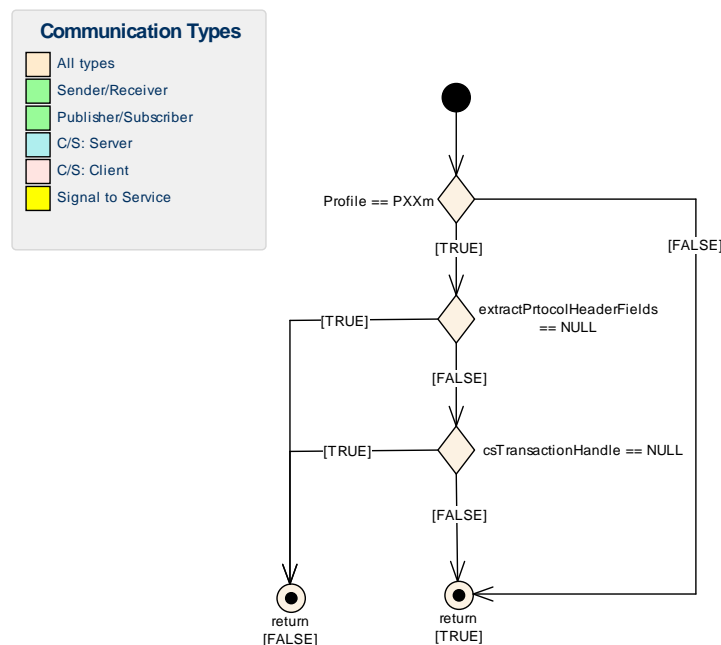 Communication Types
All types
Sender/Receiver
Publisher/Subscriber
C/S: Server
C/S: Client
Signal to Service
Profile == PXXm
[FALSE]
[TRUE]
[TRUE]
extractPrtocolHeaderFields
== NULL
[FALSE]
[TRUE]
csTransactionHandle == NULL
[FALSE]
return
[FALSE]
return
[TRUE]